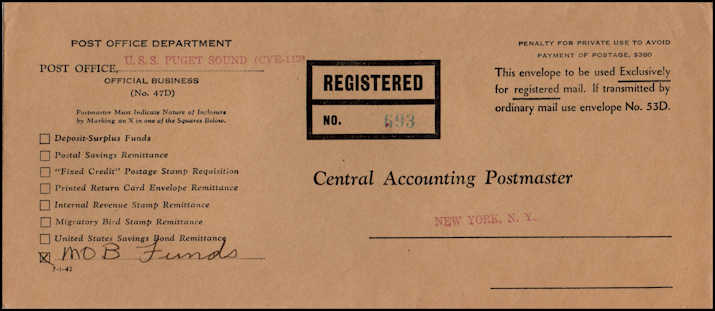 POST OFFICE DEPARTMENT
POST OFFICE, U.S.S. PUGET SOUND (CVE-113)
OFFICIAL BUSINESS
(No. 47D)
Postmaster Must Indicate Nature of Inclosure
by Marking an X in one of the Squares Below.
Deposit-Surplus Funds
Postal Savings Remittance
"Fixed Credit" Postage Stamp Requisition
Printed Return Card Envelope Remittance
Internal Revenue Stamp Remittance
Migratory Bird Stamp Remittance
United States Savings Bond Remittance
X MOB Funds
7-1-42
REGISTERED
NO. 593
PENALTY FOR PRIVATE USE TO AVOID
PAYMENT OF POSTAGE, $300
This envelope to be used Exclusively
for registered mail. If transmitted by
ordinary mail use envelope No. 53D.
Central Accounting Postmaster
NEW YORK, N. Y.